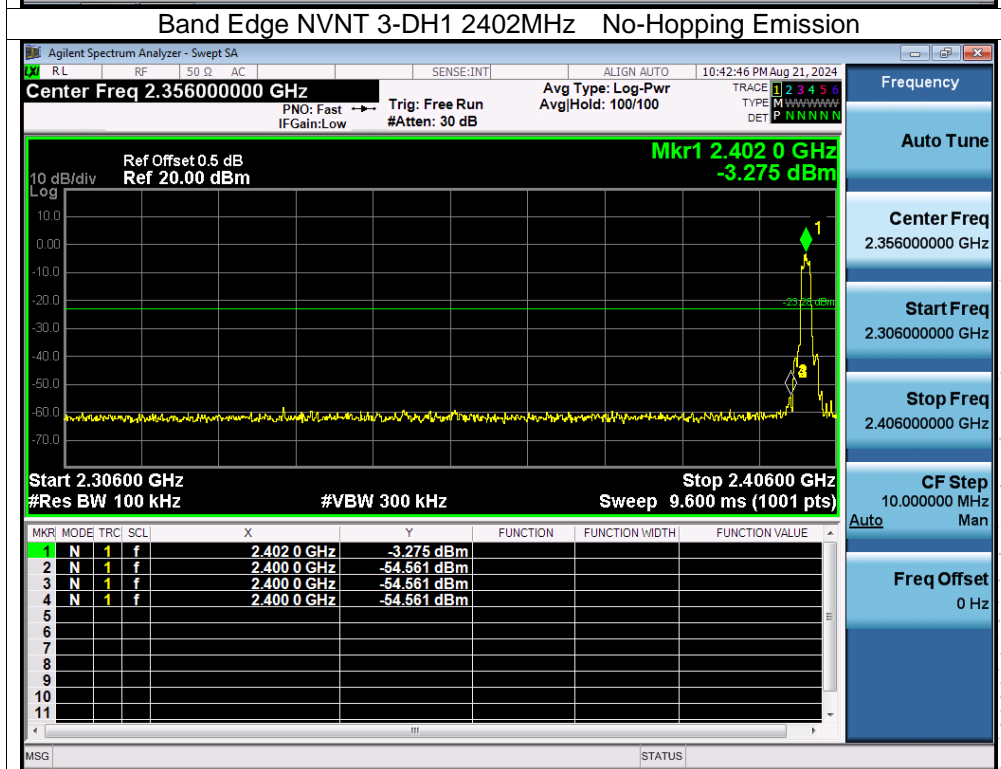 Band Edge NVNT 3-DH1 2402MHz No-Hopping Emission
Agilent Spectrum Analyzer - Swept SA
LXI RL RF 50 Ω AC SENSE:INT ALIGN AUTO 10:42:46 PM Aug 21, 2024
Center Freq 2.356000000 GHz
PNO: Fast
IFGain:Low
Trig: Free Run
#Atten: 30 dB
Avg Type: Log-Pwr
Avg|Hold: 100/100
TRACE 1 2 3 4 5 6
TYPE M WWWWW
DET P N N N N N
Frequency
Auto Tune
Center Freq
2.356000000 GHz
Start Freq
2.306000000 GHz
Stop Freq
2.406000000 GHz
CF Step
10.000000 MHz
Auto Man
Freq Offset
0 Hz
Mkr1 2.402 0 GHz
-3.275 dBm
Ref Offset 0.5 dB
10 dB/div Ref 20.00 dBm
Log
10.0
0.00
-10.0
-20.0
-30.0
-40.0
-50.0
-60.0
-70.0
1
Start 2.30600 GHz Stop 2.40600 GHz
#Res BW 100 kHz #VBW 300 kHz Sweep 9.600 ms (1001 pts)
MKR MODE TRC SCL X Y FUNCTION FUNCTION WIDTH FUNCTION VALUE
1 N 1 f 2.402 0 GHz -3.275 dBm
2 N 1 f 2.400 0 GHz -54.561 dBm
3 N 1 f 2.400 0 GHz -54.561 dBm
4 N 1 f 2.400 0 GHz -54.561 dBm
5
6
7
8
9
10
11
MSG STATUS